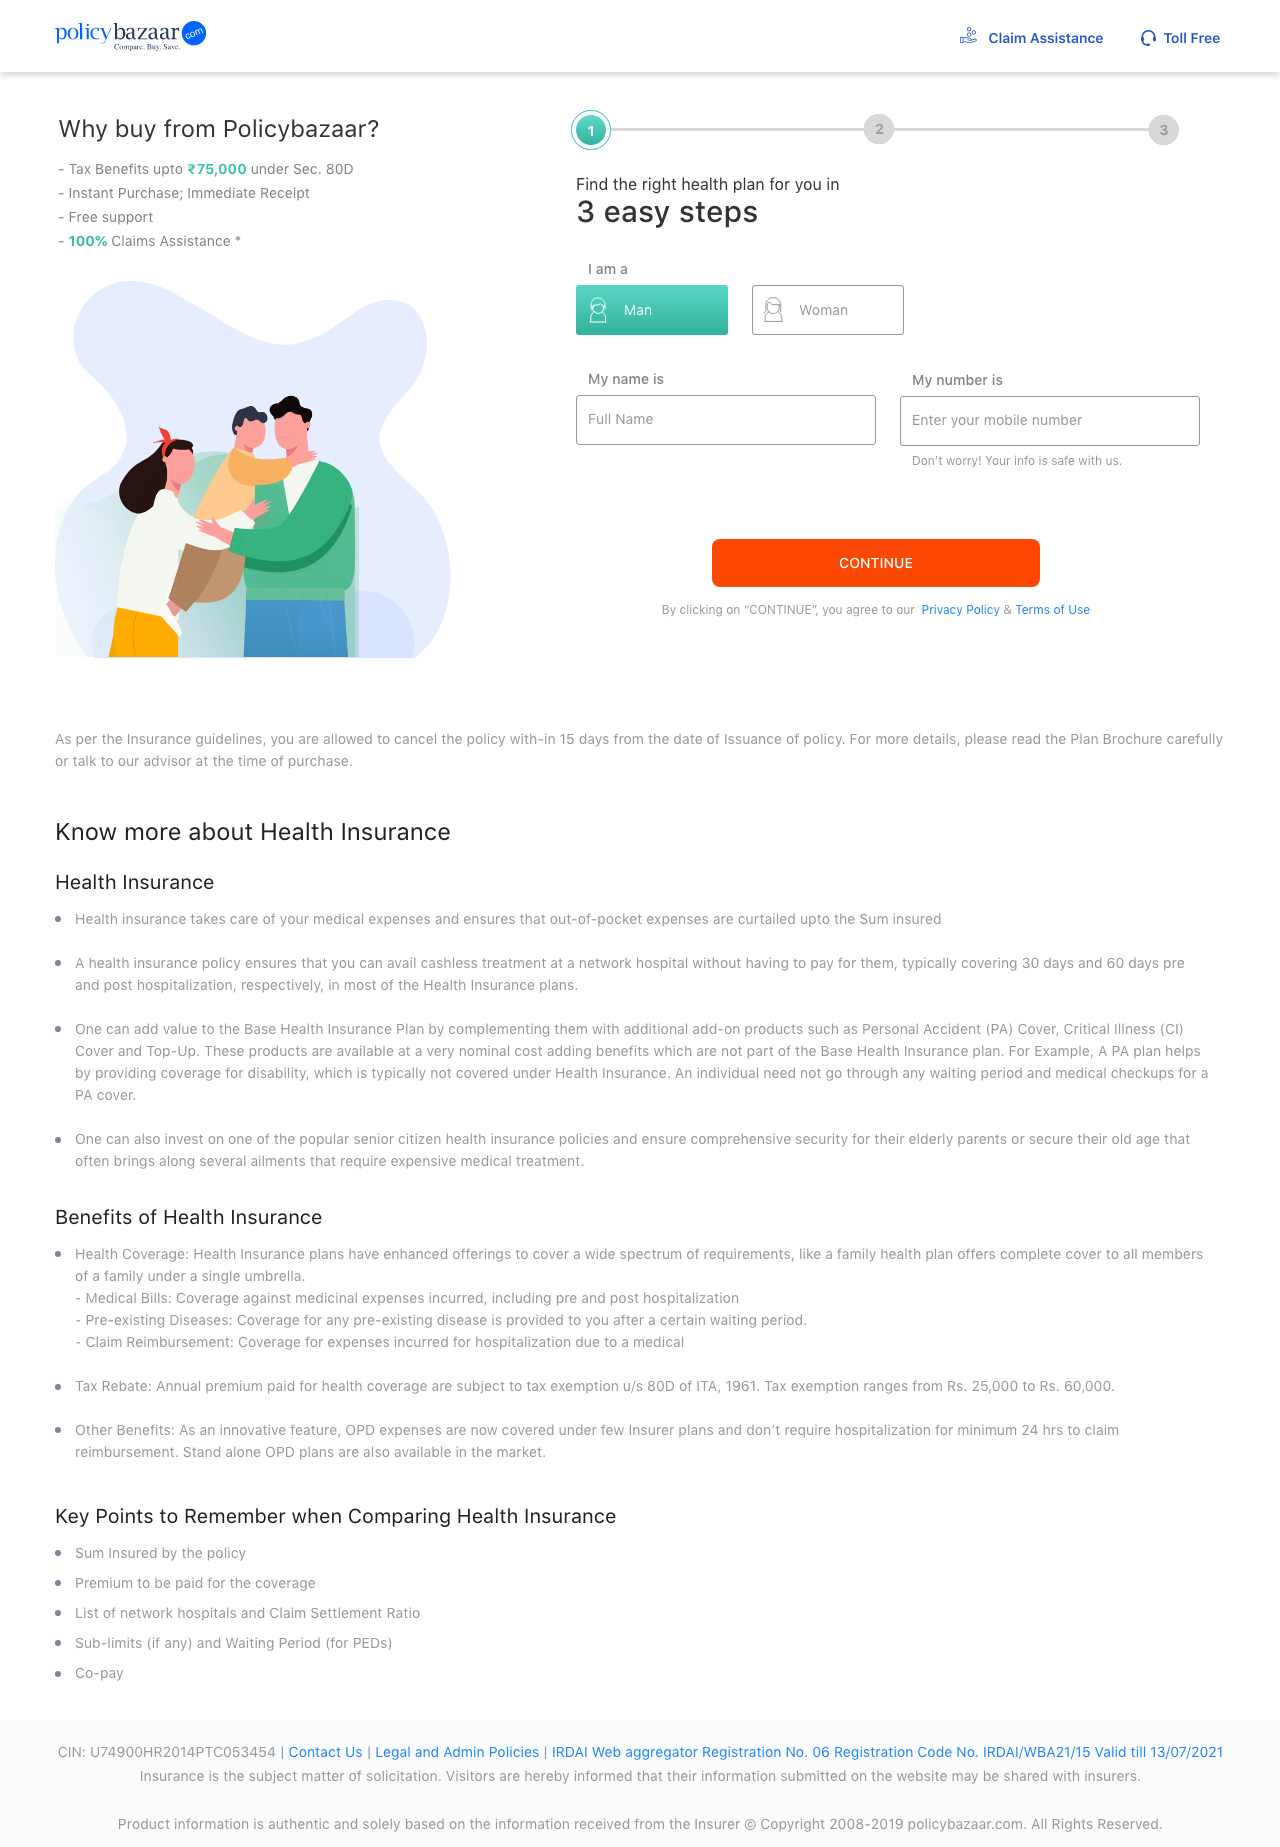 policybazaar.com
Compare. Buy. Save.
Claim Assistance
Toll Free
Why buy from Policybazaar?
- Tax Benefits upto ₹75,000 under Sec. 80D
- Instant Purchase; Immediate Receipt
- Free support
- 100% Claims Assistance *
1
2
3
Find the right health plan for you in
3 easy steps
I am a
Man
Woman
My name is
Full Name
My number is
Enter your mobile number
Don't worry! Your info is safe with us.
CONTINUE
By clicking on “CONTINUE”, you agree to our Privacy Policy & Terms of Use
As per the Insurance guidelines, you are allowed to cancel the policy with-in 15 days from the date of Issuance of policy. For more details, please read the Plan Brochure carefully
or talk to our advisor at the time of purchase.
Know more about Health Insurance
Health Insurance
• Health insurance takes care of your medical expenses and ensures that out-of-pocket expenses are curtailed upto the Sum insured
• A health insurance policy ensures that you can avail cashless treatment at a network hospital without having to pay for them, typically covering 30 days and 60 days pre
and post hospitalization, respectively, in most of the Health Insurance plans.
• One can add value to the Base Health Insurance Plan by complementing them with additional add-on products such as Personal Accident (PA) Cover, Critical Illness (CI)
Cover and Top-Up. These products are available at a very nominal cost adding benefits which are not part of the Base Health Insurance plan. For Example, A PA plan helps
by providing coverage for disability, which is typically not covered under Health Insurance. An individual need not go through any waiting period and medical checkups for a
PA cover.
• One can also invest on one of the popular senior citizen health insurance policies and ensure comprehensive security for their elderly parents or secure their old age that
often brings along several ailments that require expensive medical treatment.
Benefits of Health Insurance
• Health Coverage: Health Insurance plans have enhanced offerings to cover a wide spectrum of requirements, like a family health plan offers complete cover to all members
of a family under a single umbrella.
- Medical Bills: Coverage against medicinal expenses incurred, including pre and post hospitalization
- Pre-existing Diseases: Coverage for any pre-existing disease is provided to you after a certain waiting period.
- Claim Reimbursement: Coverage for expenses incurred for hospitalization due to a medical
• Tax Rebate: Annual premium paid for health coverage are subject to tax exemption u/s 80D of ITA, 1961. Tax exemption ranges from Rs. 25,000 to Rs. 60,000.
• Other Benefits: As an innovative feature, OPD expenses are now covered under few Insurer plans and don't require hospitalization for minimum 24 hrs to claim
reimbursement. Stand alone OPD plans are also available in the market.
Key Points to Remember when Comparing Health Insurance
• Sum Insured by the policy
• Premium to be paid for the coverage
• List of network hospitals and Claim Settlement Ratio
• Sub-limits (if any) and Waiting Period (for PEDs)
• Co-pay
CIN: U74900HR2014PTC053454 | Contact Us | Legal and Admin Policies | IRDAI Web aggregator Registration No. 06 Registration Code No. IRDAI/WBA21/15 Valid till 13/07/2021
Insurance is the subject matter of solicitation. Visitors are hereby informed that their information submitted on the website may be shared with insurers.
Product information is authentic and solely based on the information received from the Insurer © Copyright 2008-2019 policybazaar.com. All Rights Reserved.